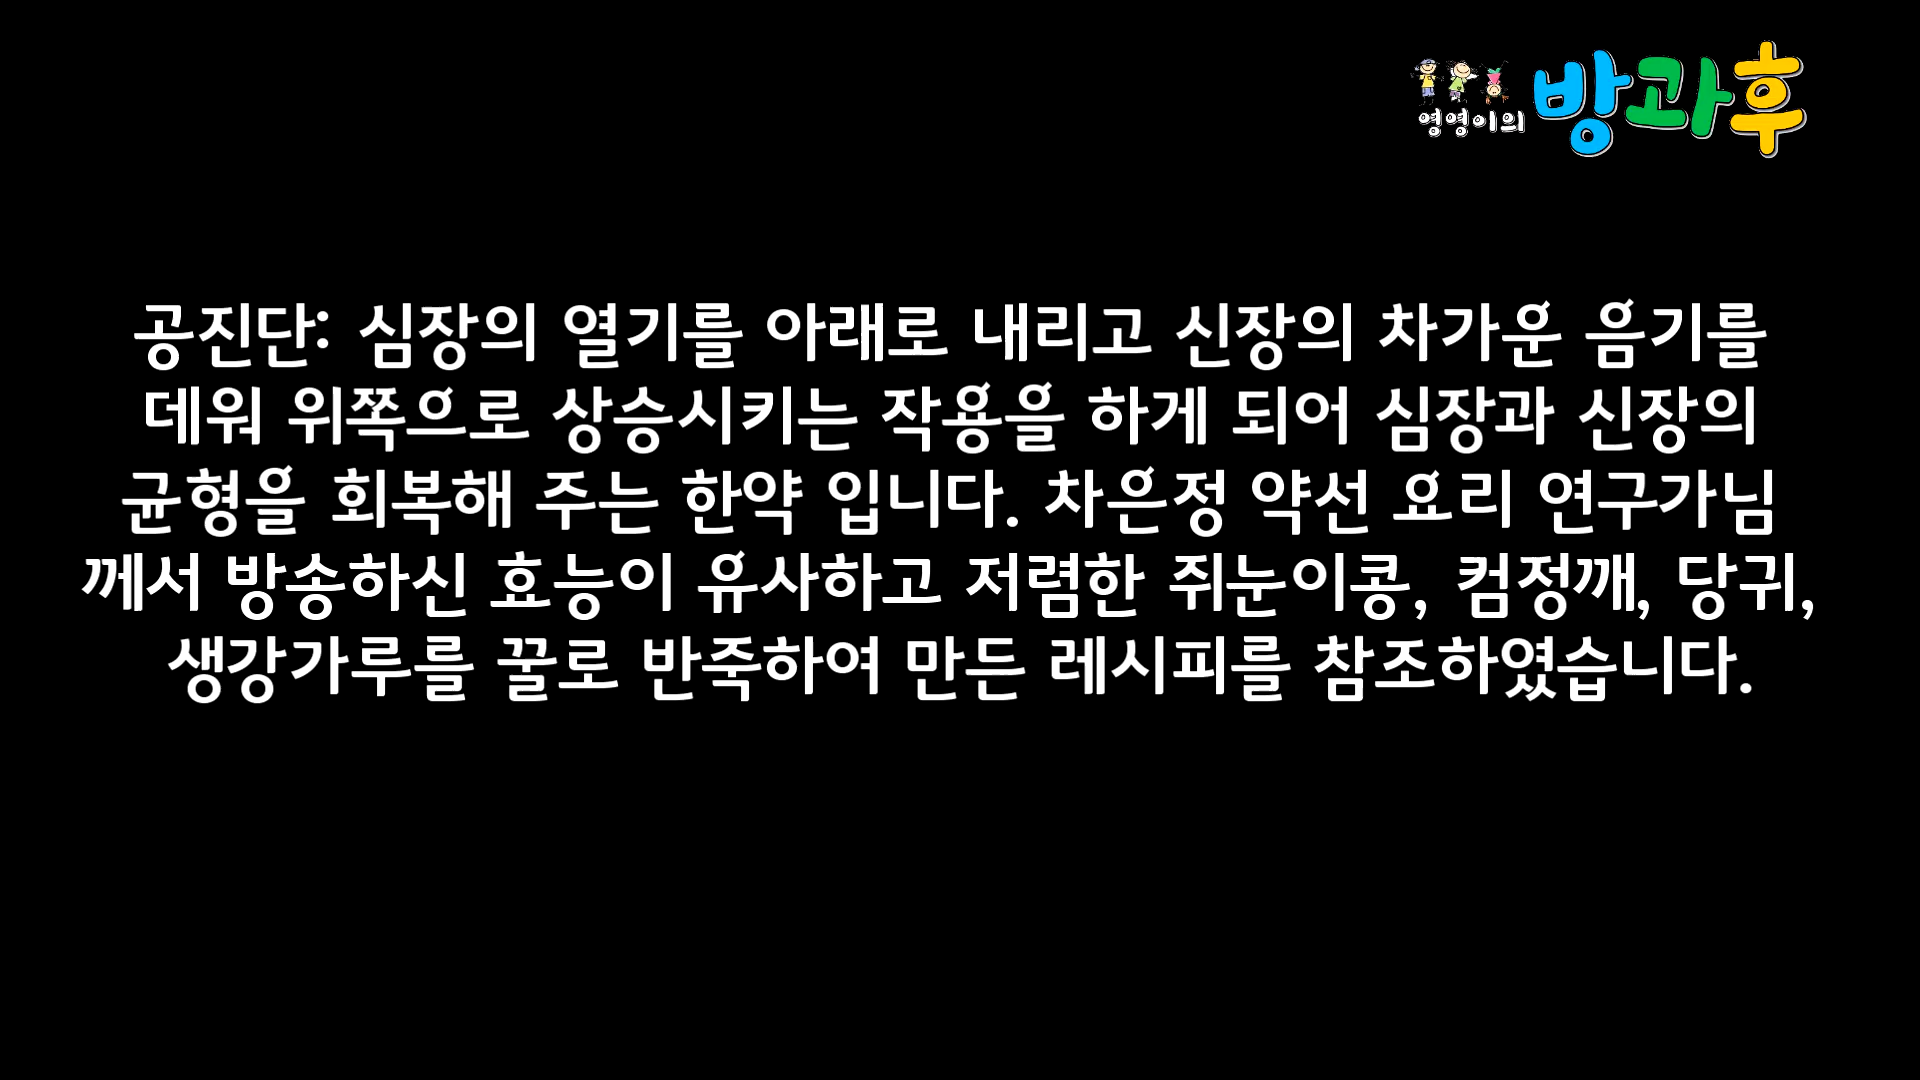 영영이의 방과후
공진단: 심장의 열기를 아래로 내리고 신장의 차가운 음기를
데워 위쪽으로 상승시키는 작용을 하게 되어 심장과 신장의
균형을 회복해 주는 한약 입니다. 차은정 약선 요리 연구가님
께서 방송하신 효능이 유사하고 저렴한 쥐눈이콩, 컴정깨, 당귀,
생강가루를 꿀로 반죽하여 만든 레시피를 참조하였습니다.